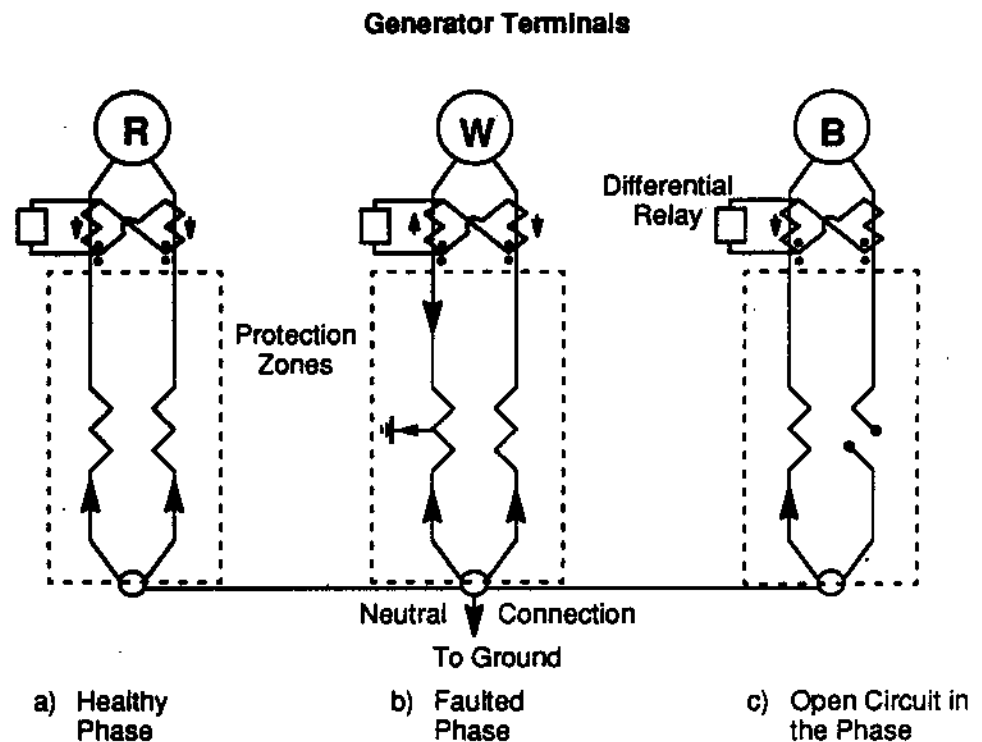 Generator Terminals
R
W
B
Differential
Relay
Protection
Zones
Neutral Connection
To Ground
a) Healthy
Phase
b) Faulted
Phase
c) Open Circuit in
the Phase